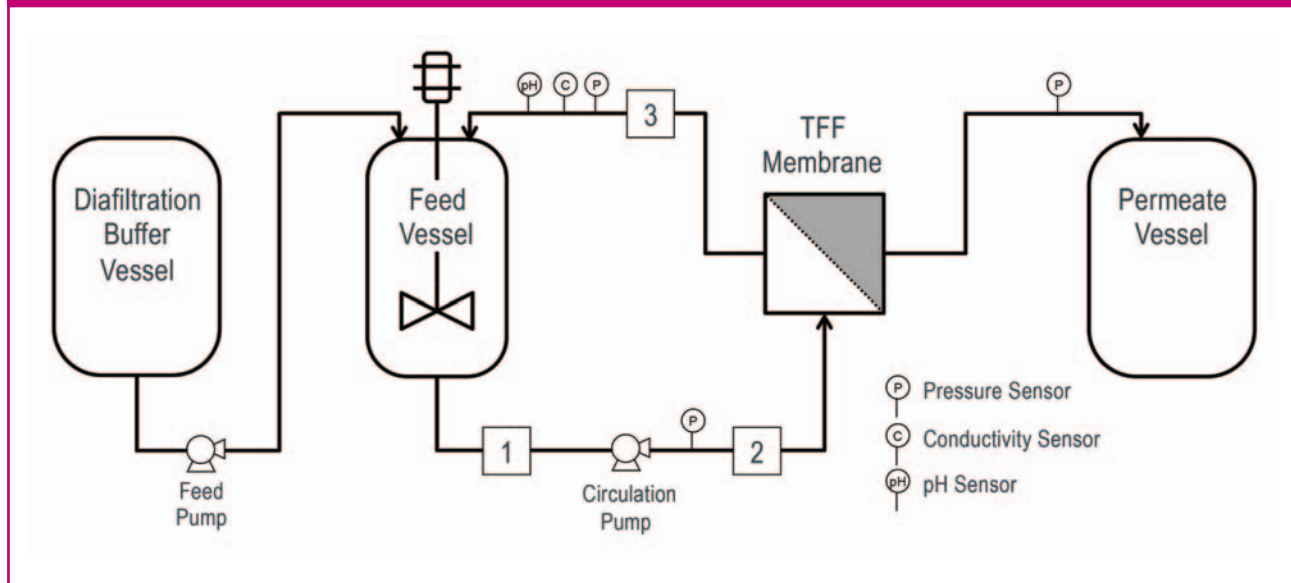 Diafiltration
Buffer
Vessel
Feed
Pump
Feed
Vessel
pH
C
P
3
1
Circulation
Pump
P
2
TFF
Membrane
P
Permeate
Vessel
P Pressure Sensor
C Conductivity Sensor
pH pH Sensor